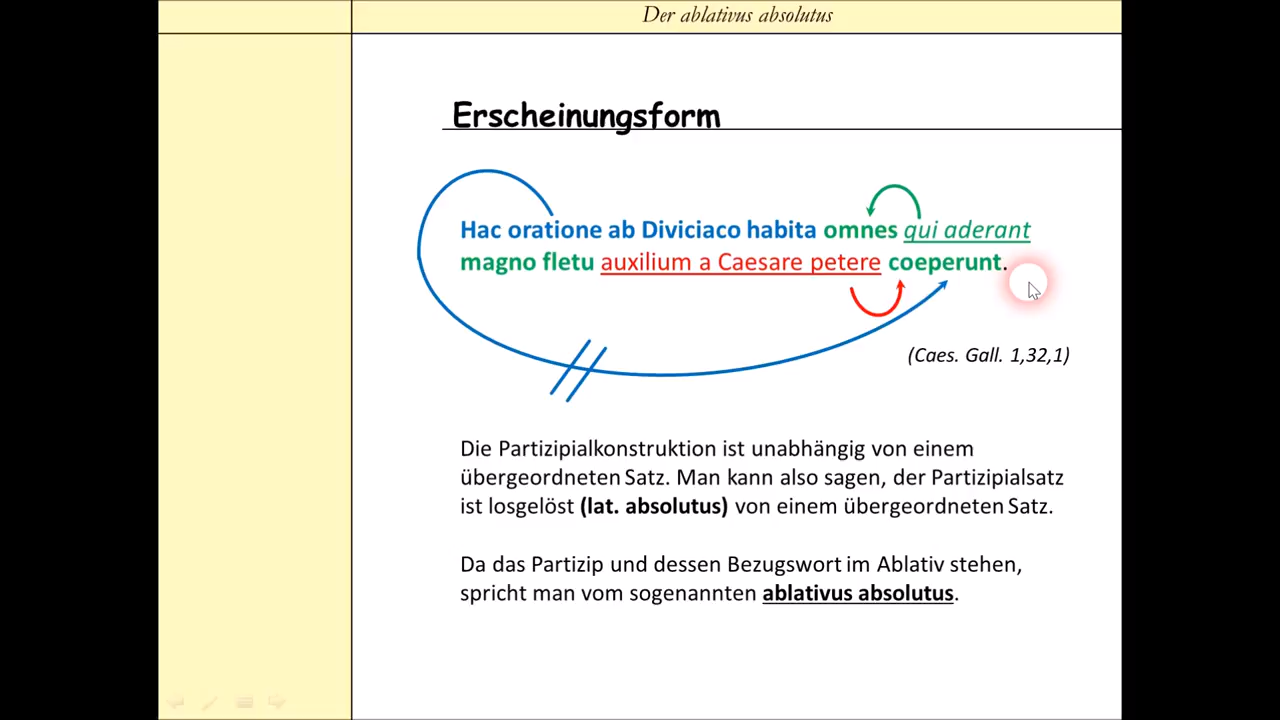 Der ablativus absolutus
Erscheinungsform
Hac oratione ab Diviciaco habita omnes qui aderant
magno fletu auxilium a Caesare petere coeperunt.
(Caes. Gall. 1,32,1)
Die Partizipialkonstruktion ist unabhängig von einem
übergeordneten Satz. Man kann also sagen, der Partizipialsatz
ist losgelöst (lat. absolutus) von einem übergeordneten Satz.
Da das Partizip und dessen Bezugswort im Ablativ stehen,
spricht man vom sogenannten ablativus absolutus.